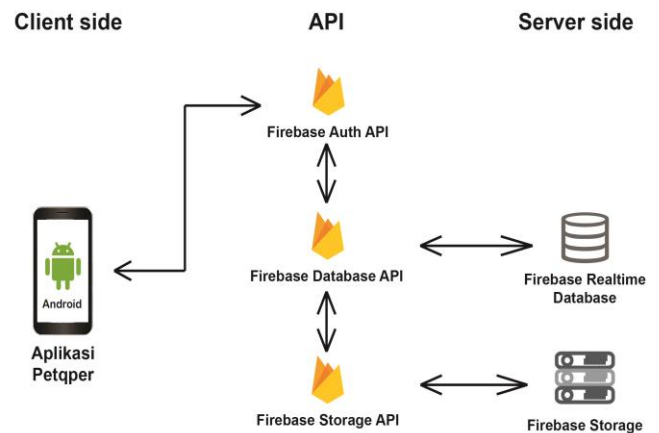 Client side
API
Server side
Firebase Auth API
Firebase Database API
Firebase Realtime
Database
Android
Aplikasi
Petqper
Firebase Storage API
Firebase Storage